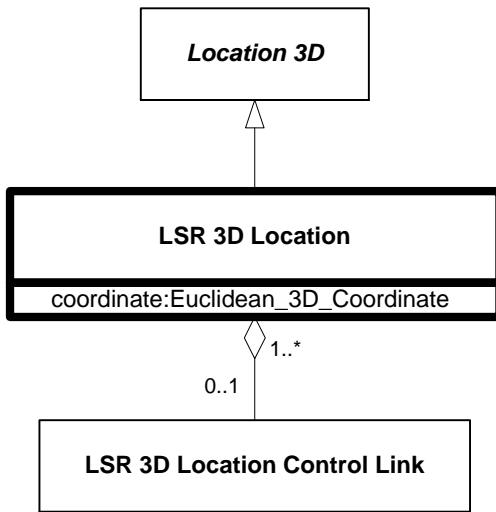 Location 3D
LSR 3D Location
coordinate:Euclidean_3D_Coordinate
1..*
0..1
LSR 3D Location Control Link